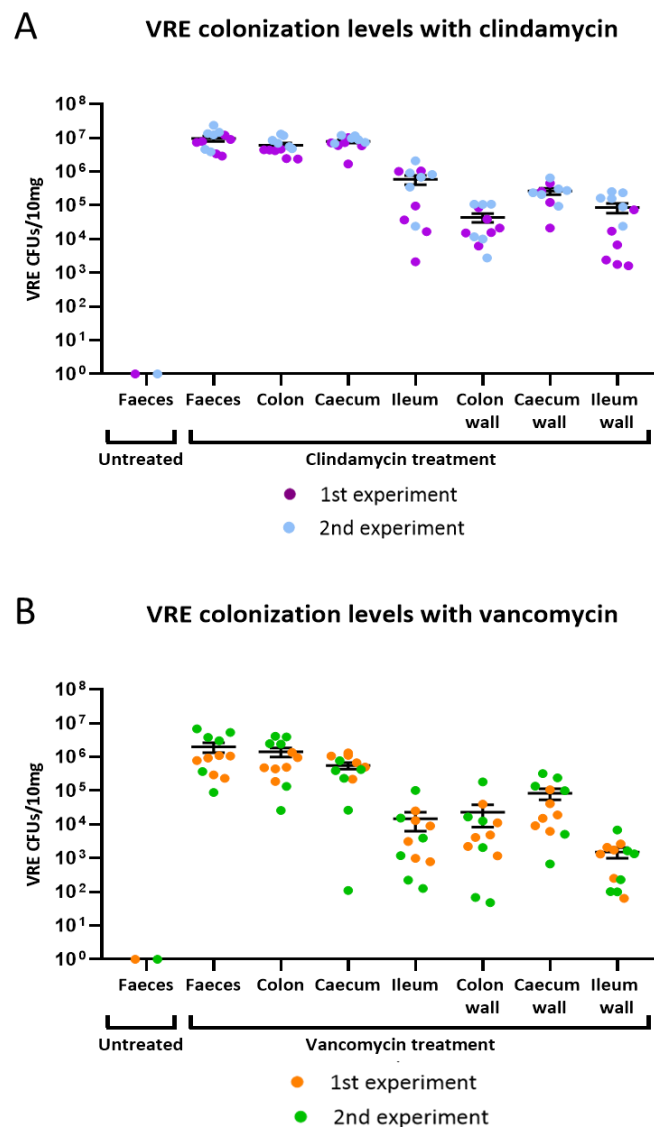 A
VRE colonization levels with clindamycin
VRE CFUs/10mg
10⁸
10⁷
10⁶
10⁵
10⁴
10³
10²
10¹
10⁰
Faeces Faeces Colon Caecum Ileum Colon wall Caecum wall Ileum wall
Untreated Clindamycin treatment
1st experiment
2nd experiment
B
VRE colonization levels with vancomycin
VRE CFUs/10mg
10⁸
10⁷
10⁶
10⁵
10⁴
10³
10²
10¹
10⁰
Faeces Faeces Colon Caecum Ileum Colon wall Caecum wall Ileum wall
Untreated Vancomycin treatment
1st experiment
2nd experiment